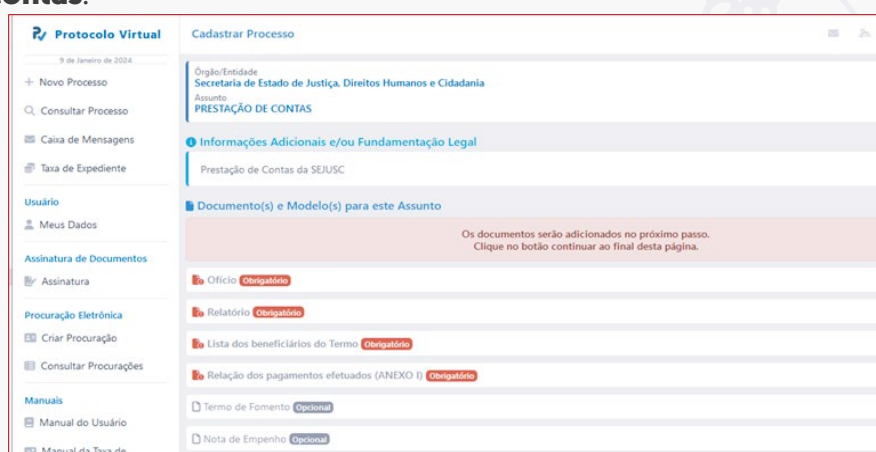 contas.
Protocolo Virtual
9 de Janeiro de 2024
Novo Processo
Consultar Processo
Caixa de Mensagens
Taxa de Expediente
Usuário
Meus Dados
Assinatura de Documentos
Assinatura
Procuração Eletrônica
Criar Procuração
Consultar Procurações
Manuais
Manual do Usuário
Manual da Taxa de
Cadastrar Processo
Órgão/Entidade
Secretaria de Estado de Justiça, Direitos Humanos e Cidadania
Assunto
PRESTAÇÃO DE CONTAS
Informações Adicionais e/ou Fundamentação Legal
Prestação de Contas da SEJUSC
Documento(s) e Modelo(s) para este Assunto
Os documentos serão adicionados no próximo passo.
Clique no botão continuar ao final desta página.
Ofício Obrigatório
Relatório Obrigatório
Lista dos beneficiários do Termo Obrigatório
Relação dos pagamentos efetuados (ANEXO I) Obrigatório
Termo de Fomento Opcional
Nota de Empenho Opcional